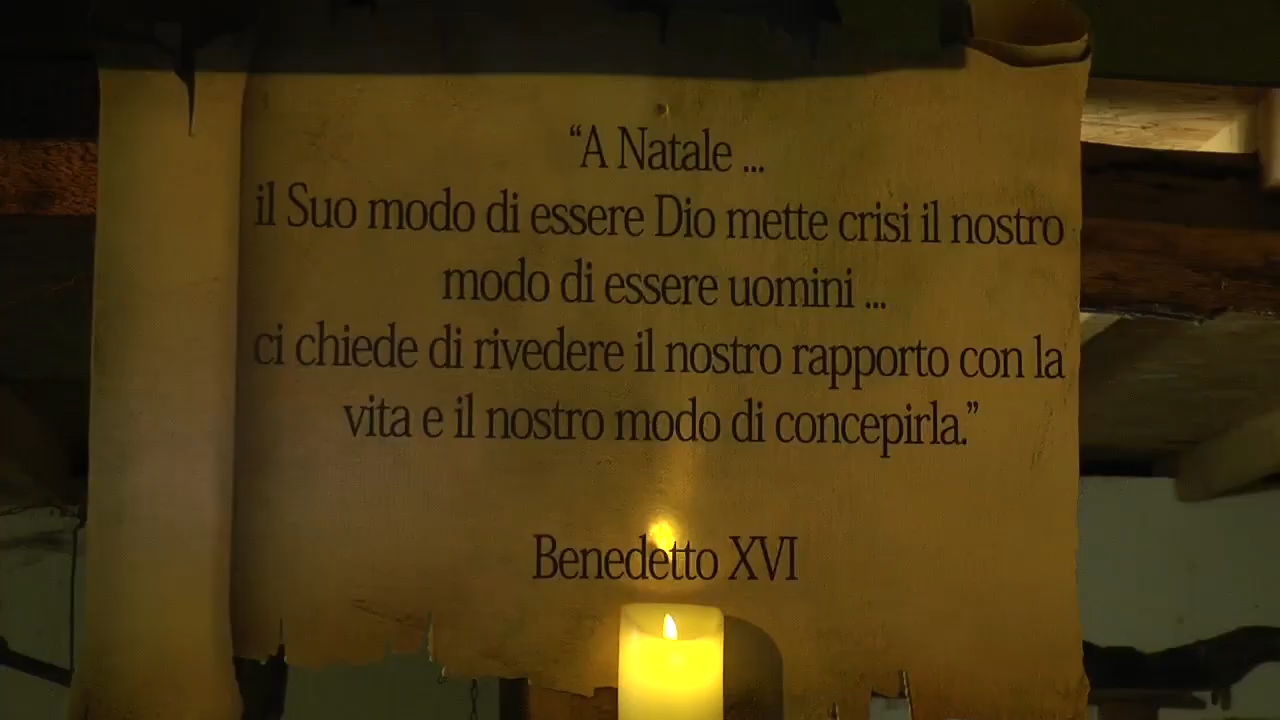 “A Natale ...
il Suo modo di essere Dio mette crisi il nostro
modo di essere uomini ...
ci chiede di rivedere il nostro rapporto con la
vita e il nostro modo di concepirla.”
Benedetto XVI